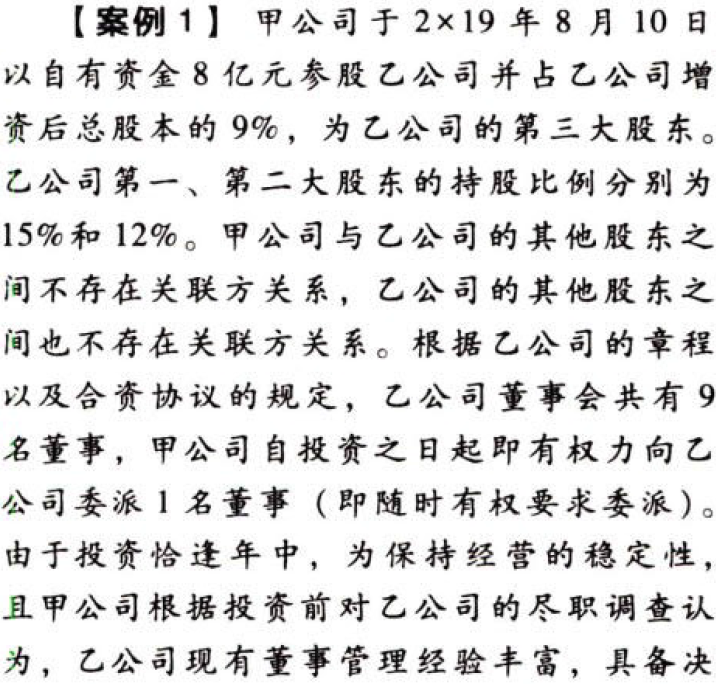 【案例1】 甲公司于2×19年8月10日
以自有资金8亿元参股乙公司并占乙公司增
资后总股本的9%，为乙公司的第三大股东。
乙公司第一、第二大股东的持股比例分别为
15%和12%。甲公司与乙公司的其他股东之
间不存在关联方关系，乙公司的其他股东之
间也不存在关联方关系。根据乙公司的章程
以及合资协议的规定，乙公司董事会共有9
名董事，甲公司自投资之日起即有权力向乙
公司委派1名董事（即随时有权要求委派）。
由于投资恰逢年中，为保持经营的稳定性，
且甲公司根据投资前对乙公司的尽职调查认
为，乙公司现有董事管理经验丰富，具备决